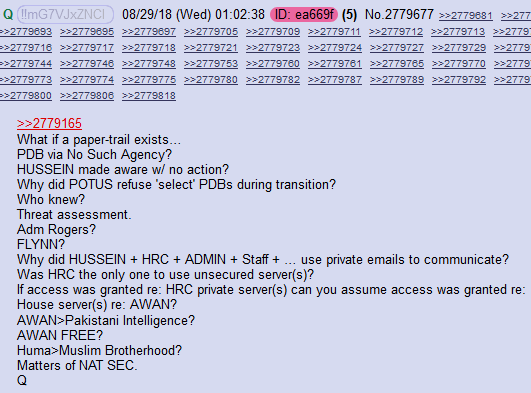 Q !!mG7VJxZNCI 08/29/18 (Wed) 01:02:38 ID: ea669f (5) No.2779677 >>2779681 >>277
>>2779693 >>2779695 >>2779697 >>2779705 >>2779709 >>2779711 >>2779712 >>2779713 >>2779
>>2779716 >>2779717 >>2779718 >>2779721 >>2779723 >>2779724 >>2779727 >>2779729 >>2779
>>2779744 >>2779746 >>2779748 >>2779753 >>2779760 >>2779761 >>2779765 >>2779770 >>2779
>>2779773 >>2779774 >>2779775 >>2779780 >>2779782 >>2779787 >>2779789 >>2779792 >>2779
>>2779800 >>2779806 >>2779818
>>2779165
What if a paper-trail exists…
PDB via No Such Agency?
HUSSEIN made aware w/ no action?
Why did POTUS refuse 'select' PDBs during transition?
Who knew?
Threat assessment.
Adm Rogers?
FLYNN?
Why did HUSSEIN + HRC + ADMIN + Staff + … use private emails to communicate?
Was HRC the only one to use unsecured server(s)?
If access was granted re: HRC private server(s) can you assume access was granted re:
House server(s) re: AWAN?
AWAN>Pakistani Intelligence?
AWAN FREE?
Huma>Muslim Brotherhood?
Matters of NAT SEC.
Q